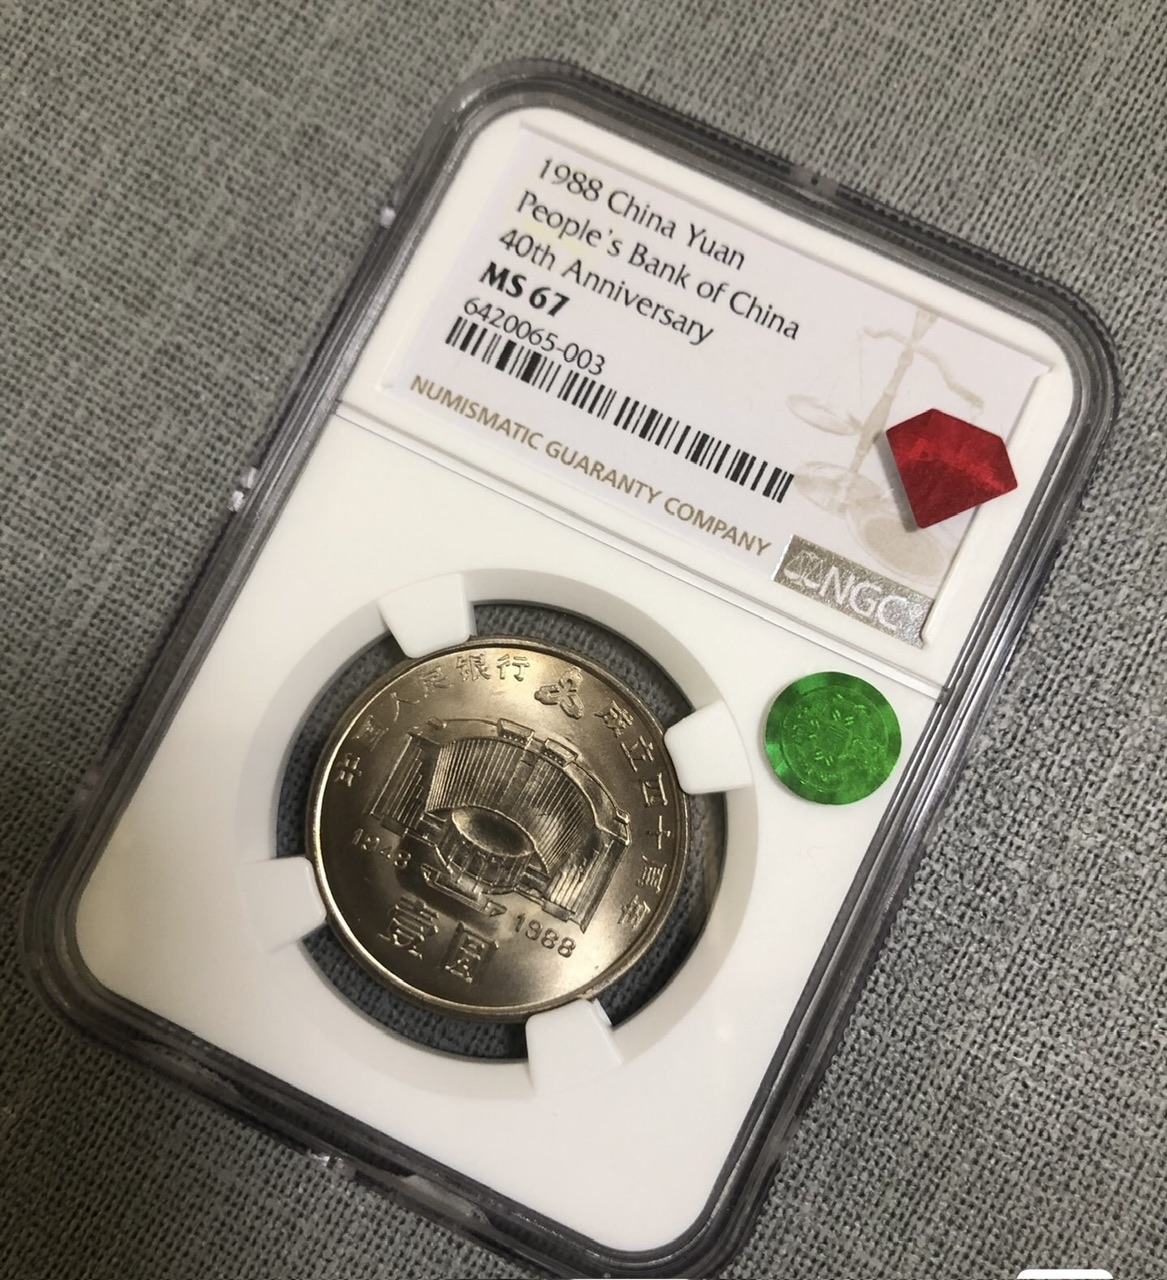 1988 China Yuan
People's Bank of China
40th Anniversary
MS 67
6420065-003
NUMISMATIC GUARANTY COMPANY
NGC
中国人民银行 成立四十周年
1948 1988
壹圆